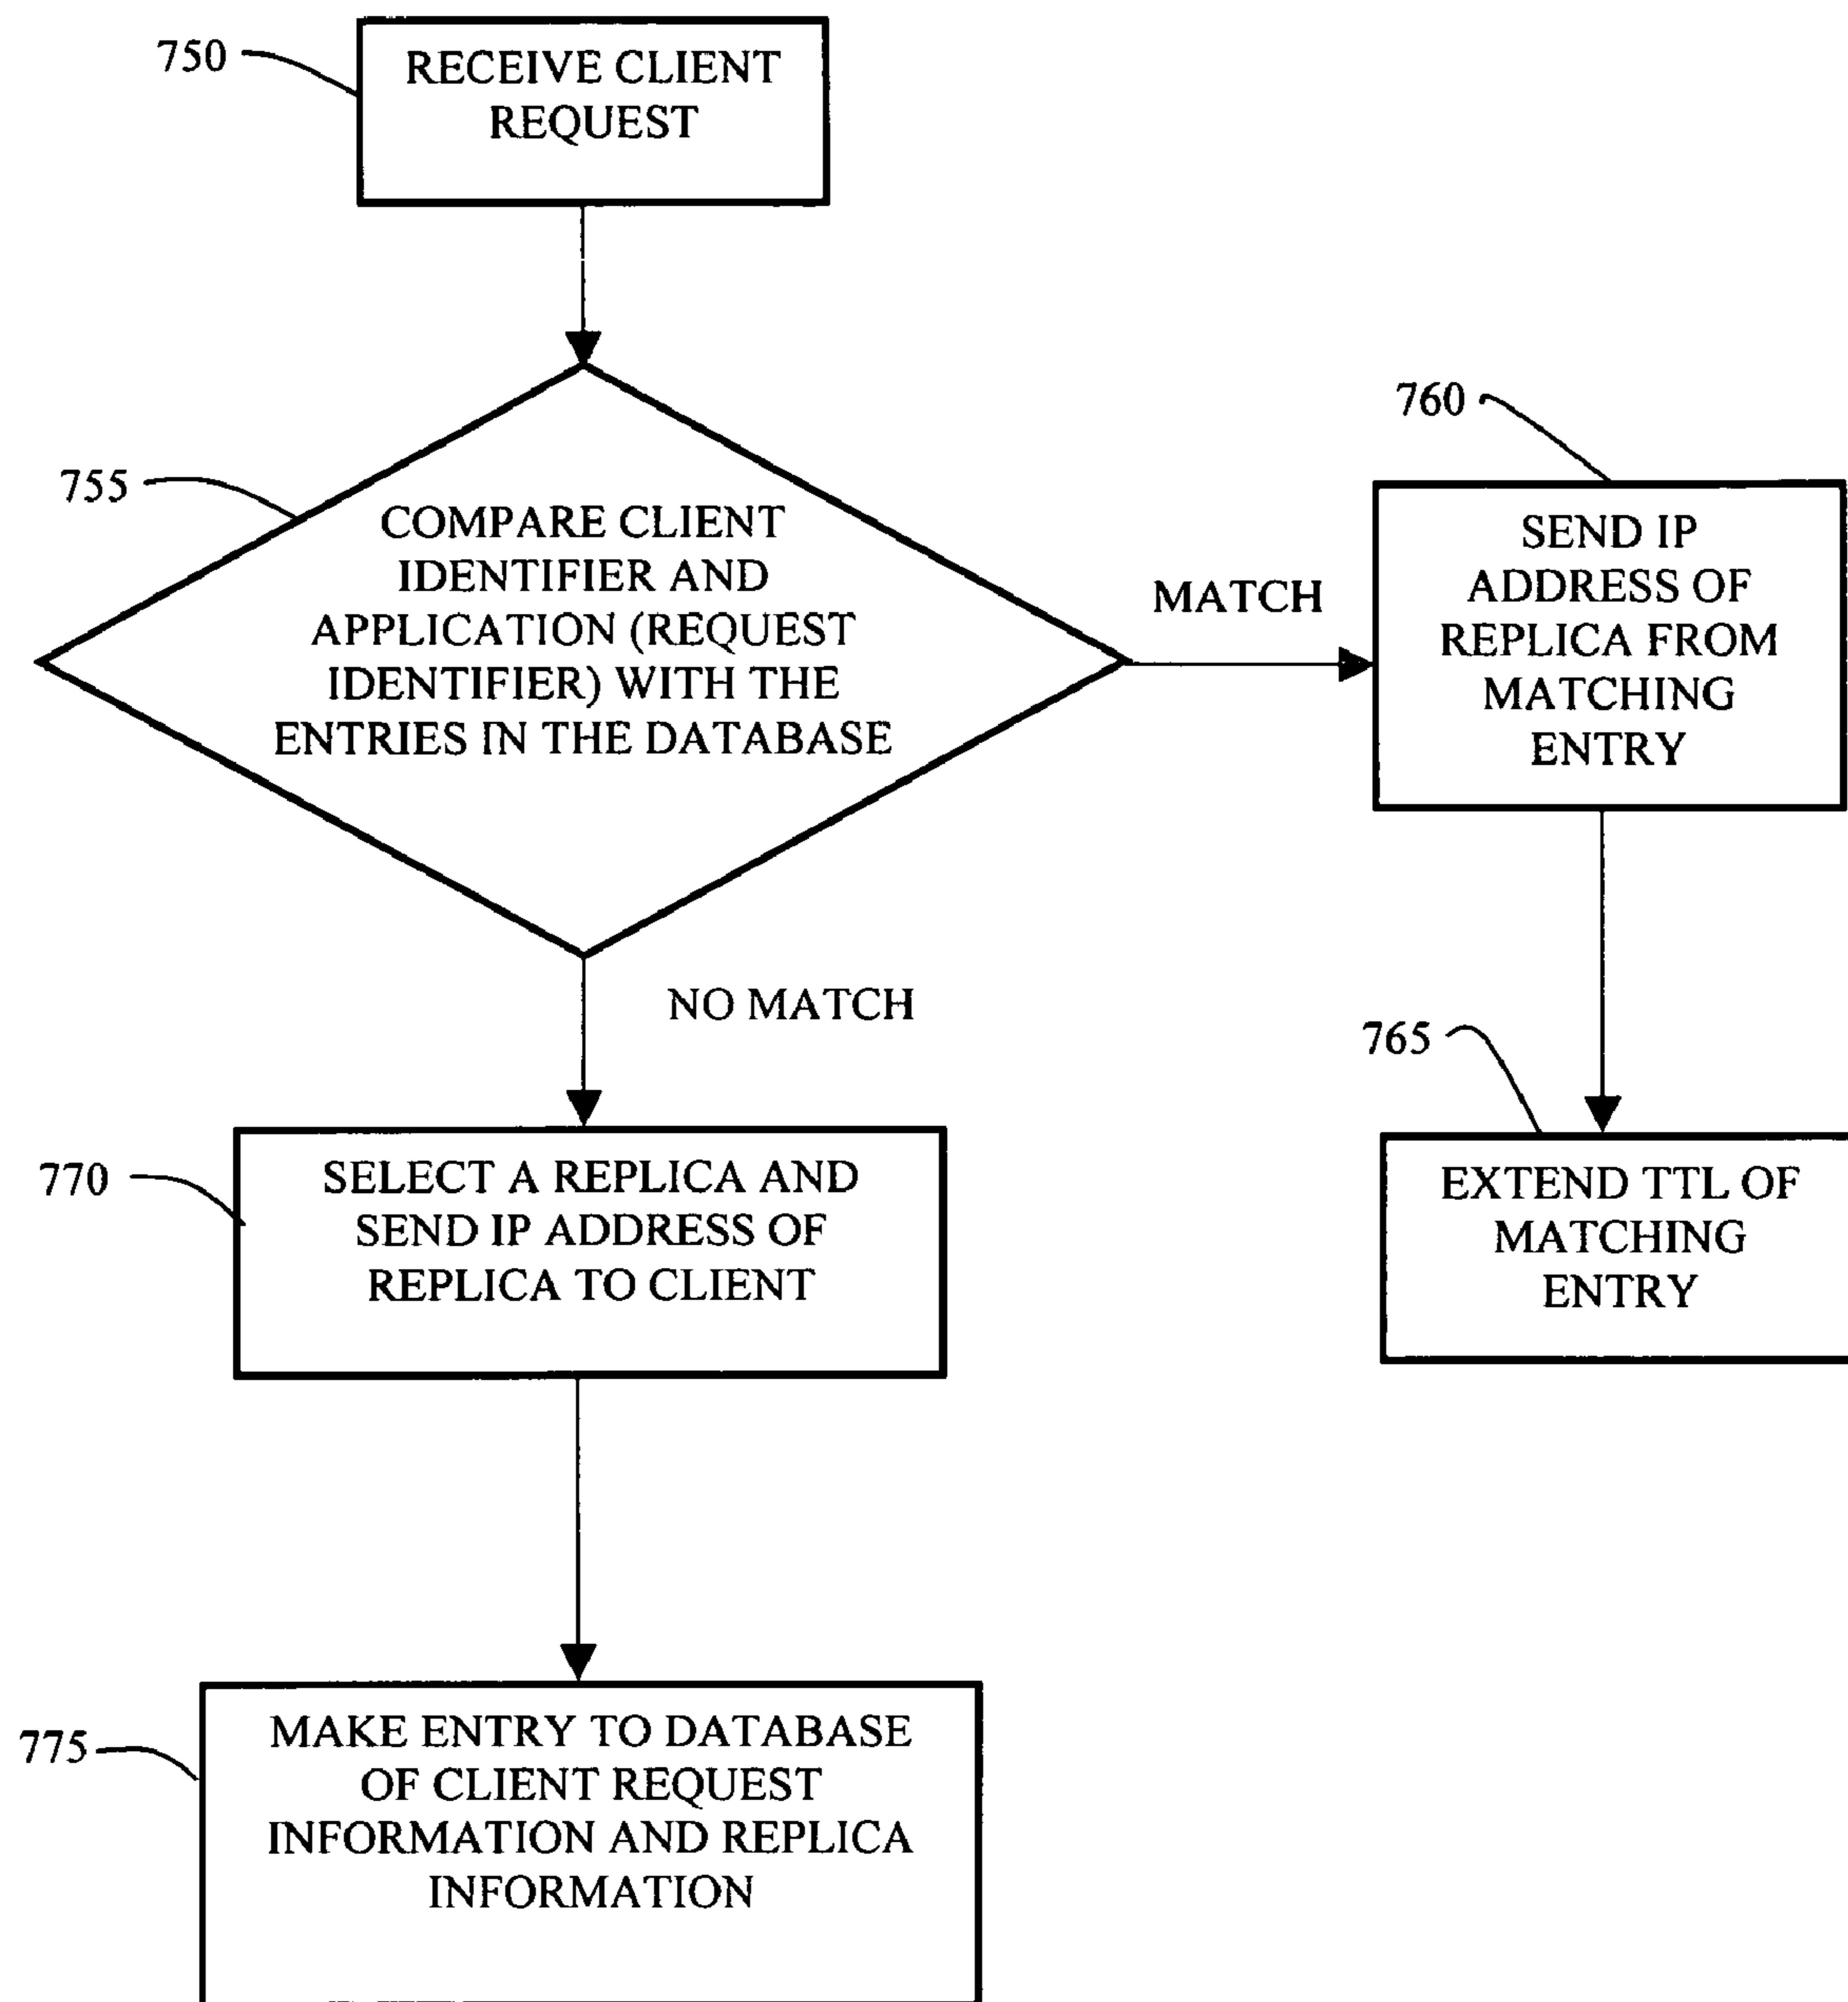 750
RECEIVE CLIENT
REQUEST
755
COMPARE CLIENT
IDENTIFIER AND
APPLICATION (REQUEST
IDENTIFIER) WITH THE
ENTRIES IN THE DATABASE
MATCH
760
SEND IP
ADDRESS OF
REPLICA FROM
MATCHING
ENTRY
765
EXTEND TTL OF
MATCHING
ENTRY
NO MATCH
770
SELECT A REPLICA AND
SEND IP ADDRESS OF
REPLICA TO CLIENT
775
MAKE ENTRY TO DATABASE
OF CLIENT REQUEST
INFORMATION AND REPLICA
INFORMATION